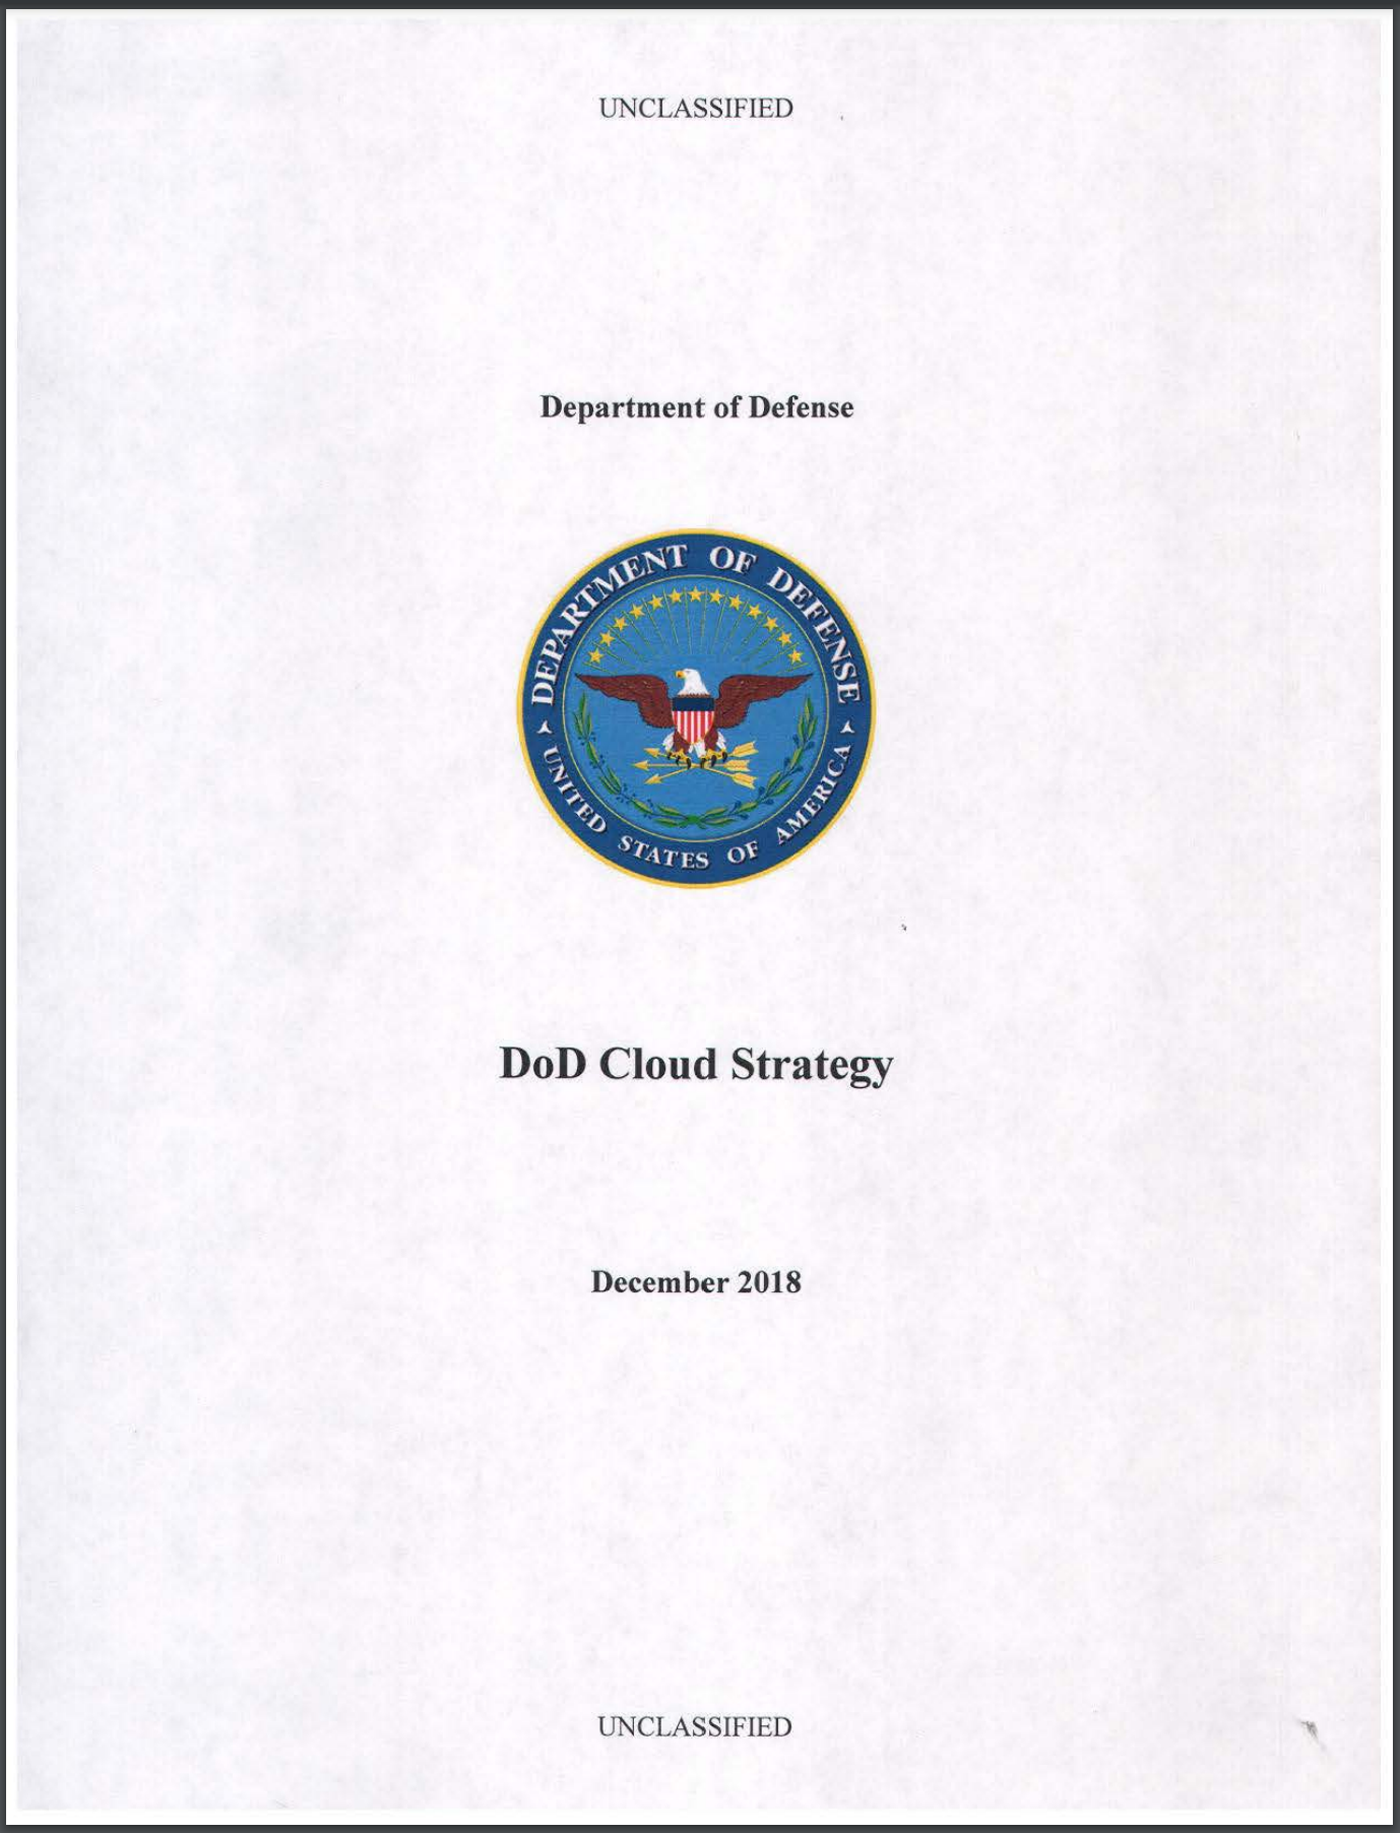 UNCLASSIFIED
Department of Defense
DEPARTMENT OF DEFENSE
UNITED STATES OF AMERICA
DoD Cloud Strategy
December 2018
UNCLASSIFIED